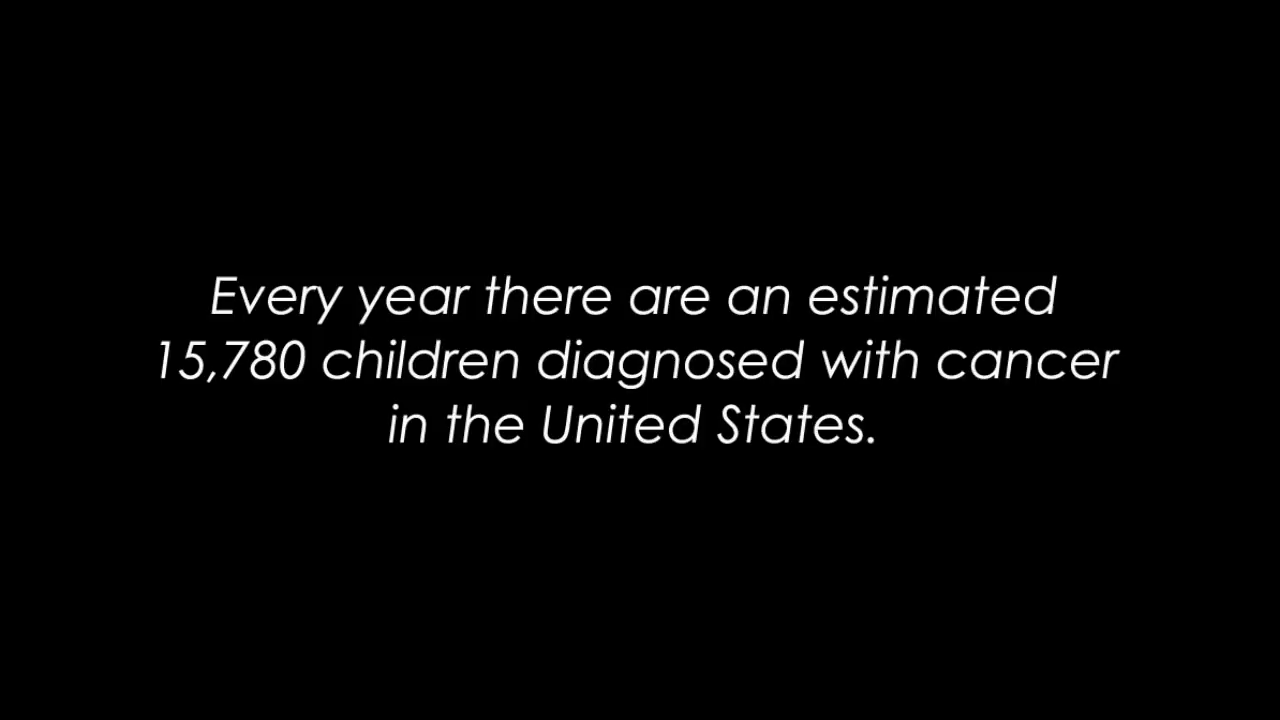 Every year there are an estimated
15,780 children diagnosed with cancer
in the United States.